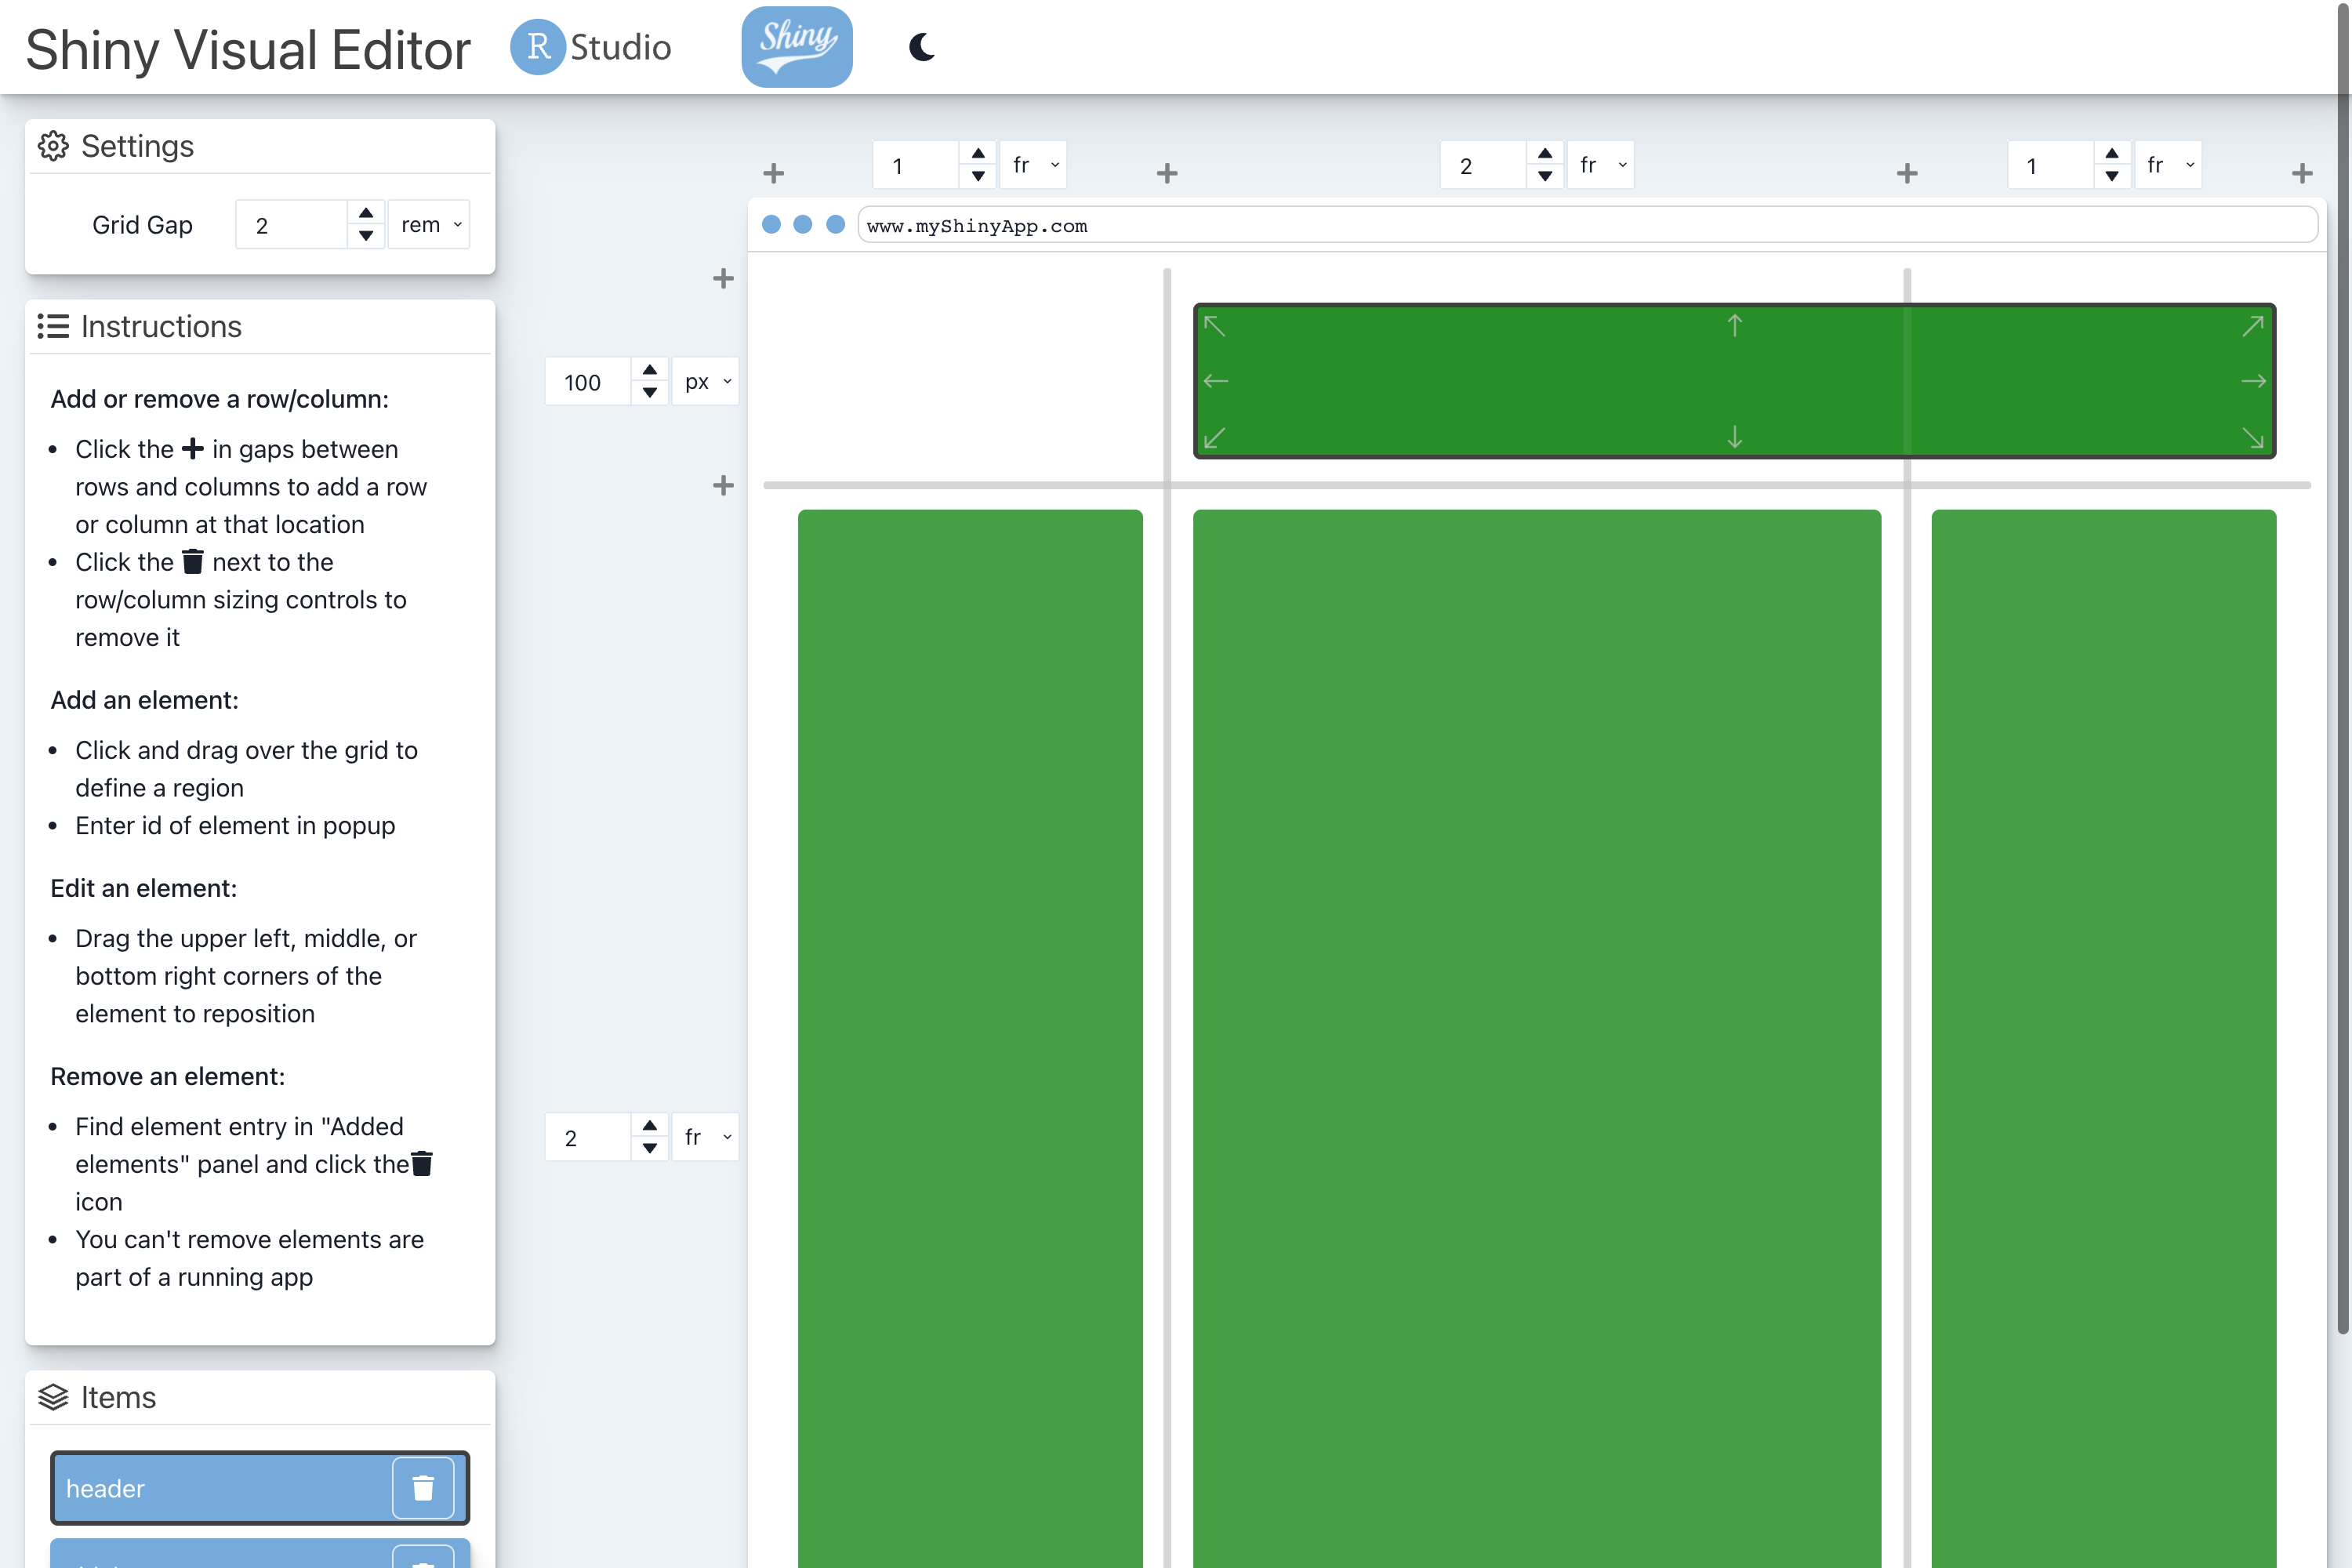 Shiny Visual Editor
R Studio
Shiny
Settings
Grid Gap
2
rem
Instructions
Add or remove a row/column:
Click the + in gaps between
rows and columns to add a row
or column at that location
Click the next to the
row/column sizing controls to
remove it
Add an element:
Click and drag over the grid to
define a region
Enter id of element in popup
Edit an element:
Drag the upper left, middle, or
bottom right corners of the
element to reposition
Remove an element:
Find element entry in "Added
elements" panel and click the
icon
You can't remove elements are
part of a running app
Items
header
1 fr
2 fr
1 fr
www.myShinyApp.com
100 px
2 fr